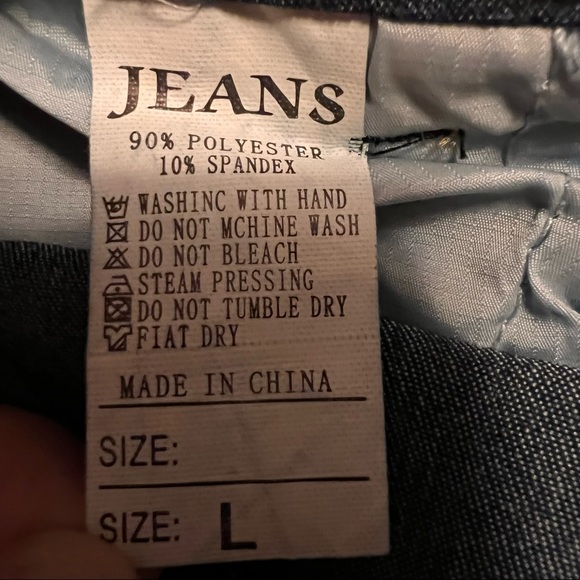 JEANS
90% POLYESTER
10% SPANDEX
WASHINC WITH HAND
DO NOT MCHINE WASH
DO NOT BLEACH
STEAM PRESSING
DO NOT TUMBLE DRY
FIAT DRY
MADE IN CHINA
SIZE:
SIZE: L